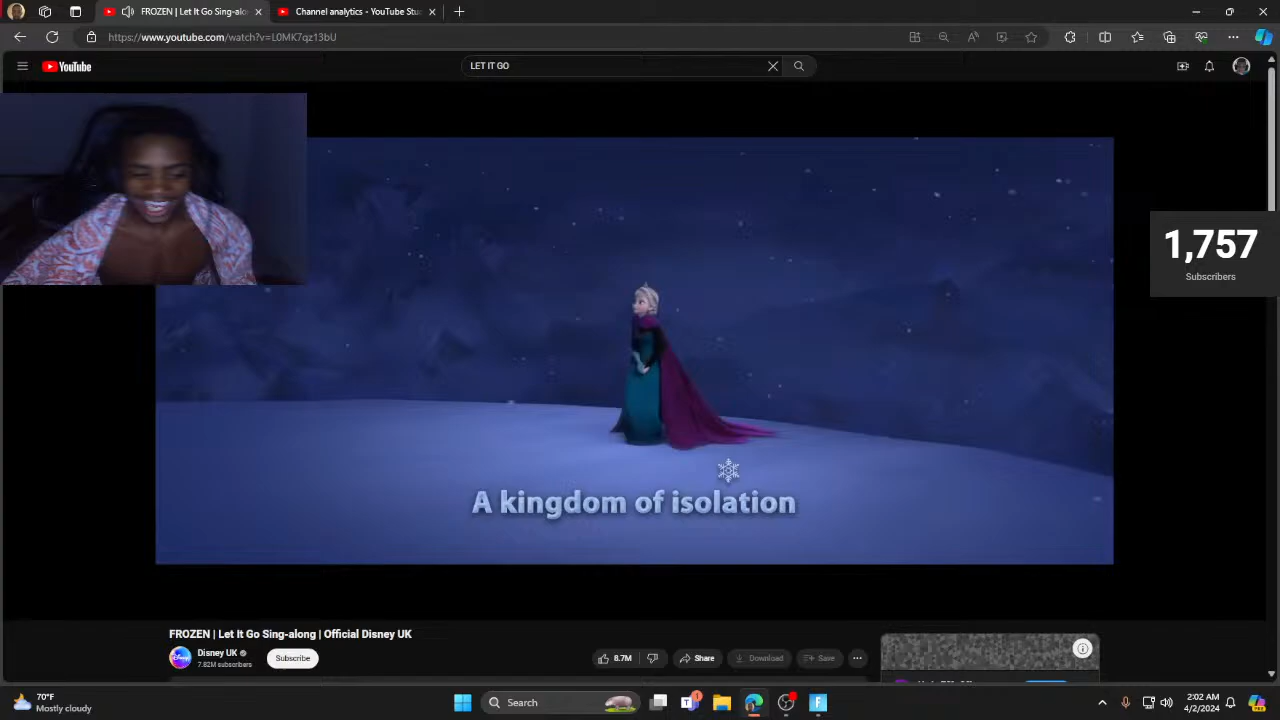 FROZEN | Let It Go Sing-alon
Channel analytics - YouTube Stu
https://www.youtube.com/watch?v=L0MK7qz13bU
YouTube
LET IT GO
1,757
Subscribers
A kingdom of isolation
FROZEN | Let It Go Sing-along | Official Disney UK
Disney UK
7.82M subscribers
Subscribe
8.7M
Share
Download
Save
70°F
Mostly cloudy
Search
2:02 AM
4/2/2024